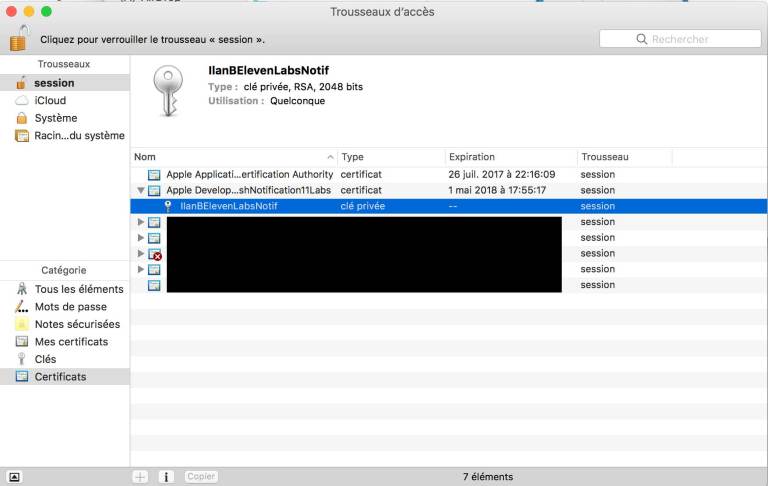 Trousseaux d'accès
Cliquez pour verrouiller le trousseau « session ».
Rechercher
Trousseaux
session
iCloud
Système
Racin...du système
IlanBElevenLabsNotif
Type : clé privée, RSA, 2048 bits
Utilisation : Quelconque
Nom Type Expiration Trousseau
Apple Applicati...ertification Authority certificat 26 juil. 2017 à 22:16:09 session
Apple Develop...shNotification11Labs certificat 1 mai 2018 à 17:55:17 session
IlanBElevenLabsNotif clé privée -- session
session
session
session
session
session
Catégorie
Tous les éléments
Mots de passe
Notes sécurisées
Mes certificats
Clés
Certificats
Copier
7 éléments